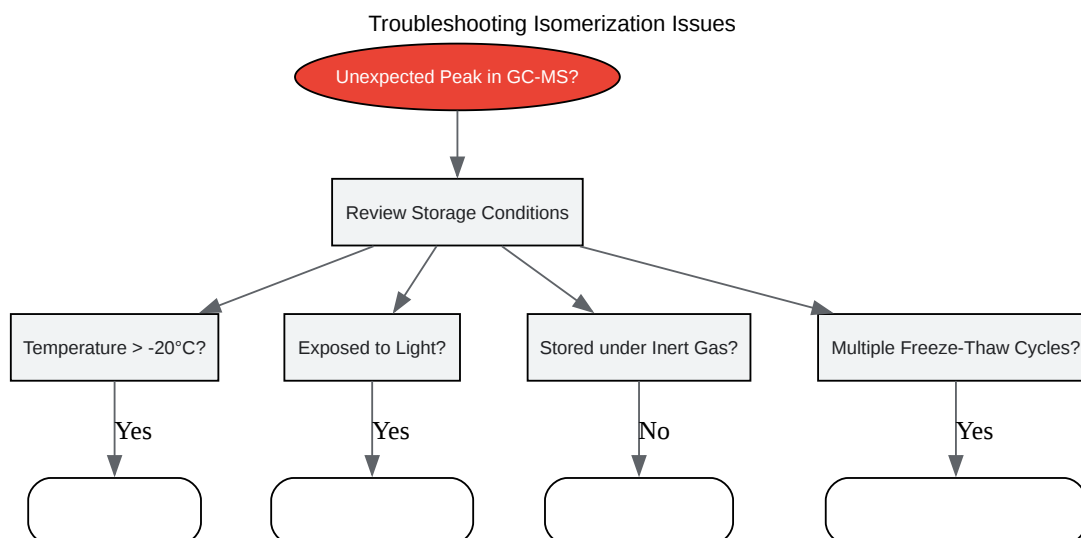 Troubleshooting Isomerization Issues
Unexpected Peak in GC-MS?
Review Storage Conditions
Temperature > -20°C?
Exposed to Light?
Stored under Inert Gas?
Multiple Freeze-Thaw Cycles?
Yes
Yes
No
Yes